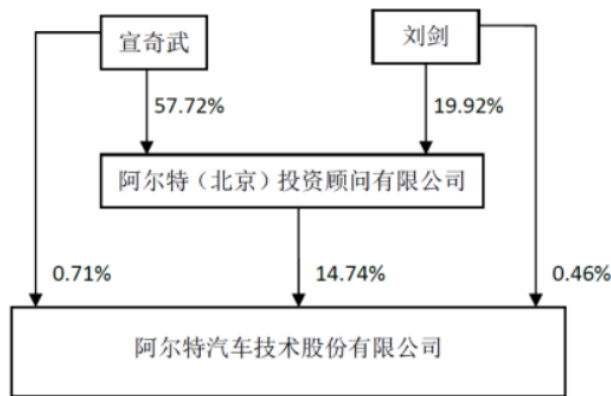 宣奇武
刘剑
57.72%
19.92%
阿尔特（北京）投资顾问有限公司
0.71%
14.74%
0.46%
阿尔特汽车技术股份有限公司